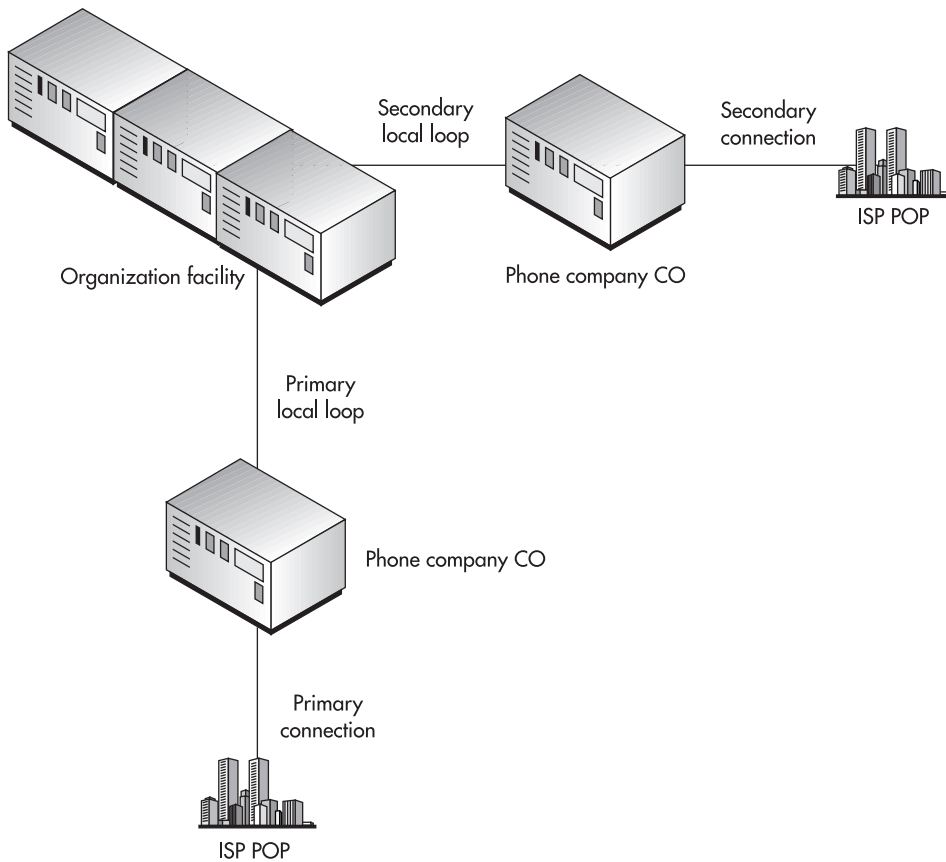 Secondary
local loop
Secondary
connection
ISP POP
Organization facility
Phone company CO
Primary
local loop
Phone company CO
Primary
connection
ISP POP